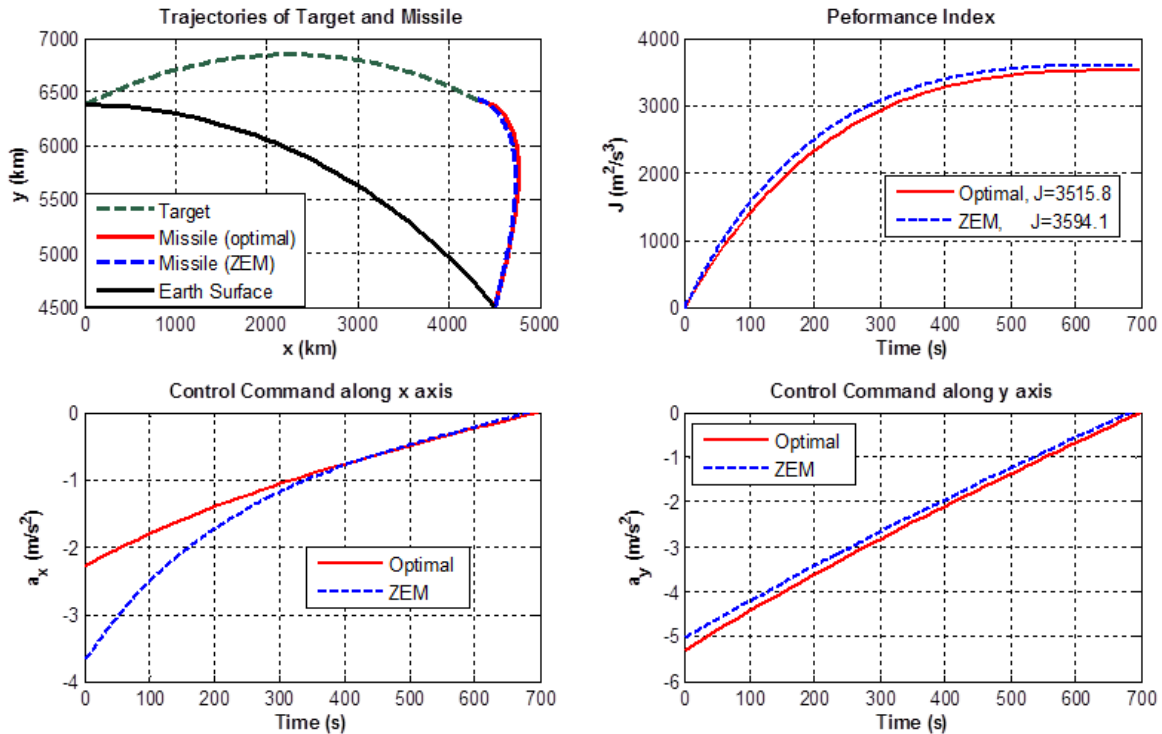 Trajectories of Target and Missile
7000
6500
6000
5500
5000
4500
y (km)
Target
Missile (optimal)
Missile (ZEM)
Earth Surface
0 1000 2000 3000 4000 5000
x (km)
Peformance Index
4000
3000
2000
1000
0
J (m²/s³)
Optimal, J=3515.8
ZEM, J=3594.1
0 100 200 300 400 500 600 700
Time (s)
Control Command along x axis
0
-1
-2
-3
-4
a_x (m/s²)
Optimal
ZEM
0 100 200 300 400 500 600 700
Time (s)
Control Command along y axis
0
-1
-2
-3
-4
-5
-6
a_y (m/s²)
Optimal
ZEM
0 100 200 300 400 500 600 700
Time (s)